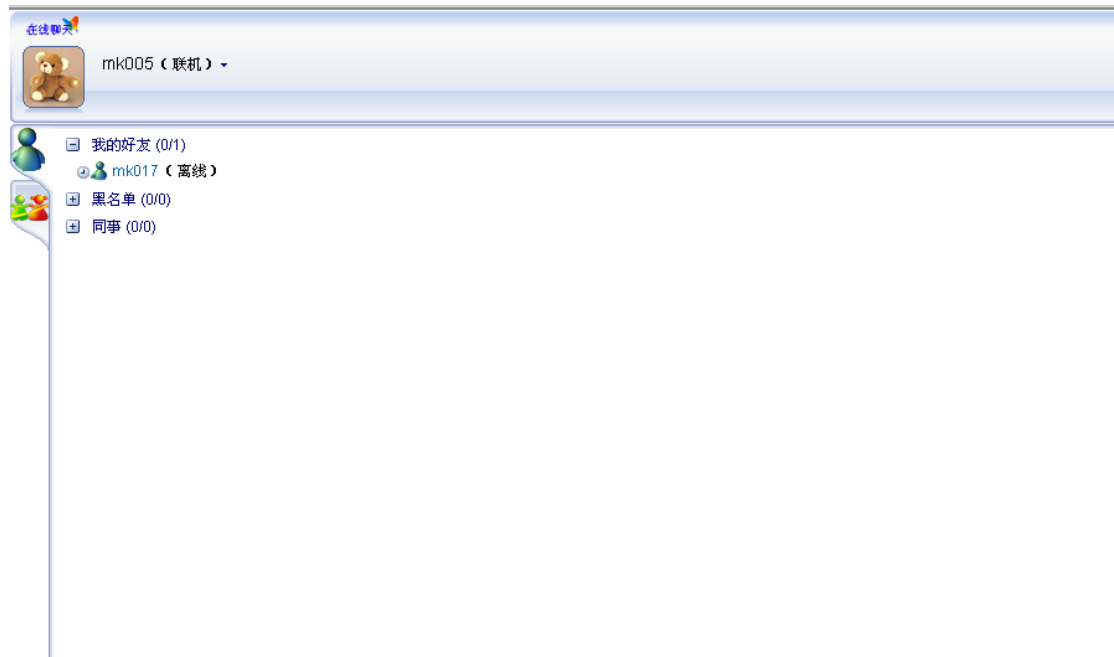 在线聊天
mk005（联机）
我的好友 (0/1)
mk017（离线）
黑名单 (0/0)
同事 (0/0)